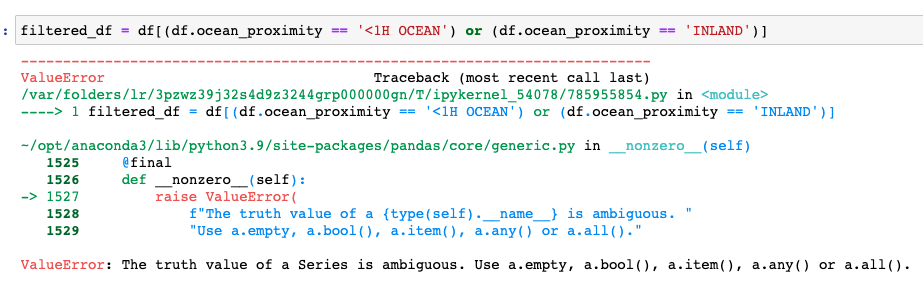 : filtered_df = df[(df.ocean_proximity == '<1H OCEAN') or (df.ocean_proximity == 'INLAND')]
---------------------------------------------------------------------------
ValueError                                Traceback (most recent call last)
/var/folders/lr/3pzwz39j32s4d9z3244grp000000gn/T/ipykernel_54078/785955854.py in <module>
----> 1 filtered_df = df[(df.ocean_proximity == '<1H OCEAN') or (df.ocean_proximity == 'INLAND')]
~/opt/anaconda3/lib/python3.9/site-packages/pandas/core/generic.py in __nonzero__(self)
   1525     @final
   1526     def __nonzero__(self):
-> 1527         raise ValueError(
   1528             f"The truth value of a {type(self).__name__} is ambiguous. "
   1529             "Use a.empty, a.bool(), a.item(), a.any() or a.all()."
ValueError: The truth value of a Series is ambiguous. Use a.empty, a.bool(), a.item(), a.any() or a.all().